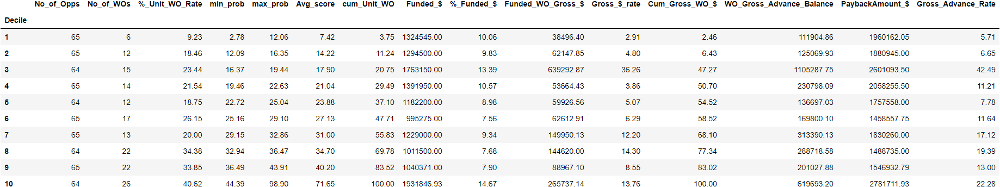 No_of_Opps No_of_WOs %_Unit_WO_Rate min_prob max_prob Avg_score cum_Unit_WO Funded_$ %_Funded_$ Funded_WO_Gross_$ Gross_$_rate Cum_Gross_WO_$ WO_Gross_Advance_Balance PaybackAmount_$ Gross_Advance_Rate
Decile
1 65 6 9.23 2.78 12.06 7.42 3.75 1324545.00 10.06 38496.40 2.91 2.46 111904.86 1960162.05 5.71
2 65 12 18.46 12.09 16.35 14.22 11.24 1294500.00 9.83 62147.85 4.80 6.43 125069.93 1880945.00 6.65
3 64 15 23.44 16.37 19.44 17.90 20.75 1763150.00 13.39 639292.87 36.26 47.27 1105287.75 2601093.50 42.49
4 65 14 21.54 19.46 22.63 21.04 29.49 1391950.00 10.57 53664.43 3.86 50.70 230798.09 2058255.50 11.21
5 64 12 18.75 22.72 25.04 23.88 37.10 1182200.00 8.98 59926.56 5.07 54.52 136697.03 1757558.00 7.78
6 65 17 26.15 25.16 29.10 27.13 47.71 995275.00 7.56 62612.91 6.29 58.52 169800.10 1458557.75 11.64
7 65 13 20.00 29.15 32.86 31.00 55.83 1229000.00 9.34 149950.13 12.20 68.10 313390.13 1830260.00 17.12
8 64 22 34.38 32.94 36.47 34.70 69.78 1011500.00 7.68 144620.00 14.30 77.34 288718.58 1488735.00 19.39
9 65 22 33.85 36.49 43.91 40.20 83.52 1040371.00 7.90 88967.10 8.55 83.02 201027.88 1546932.79 13.00
10 64 26 40.62 44.39 98.90 71.65 100.00 1931846.93 14.67 265737.14 13.76 100.00 619693.20 2781711.93 22.28